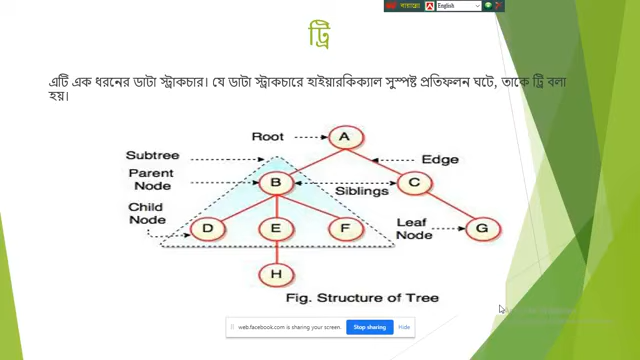 প্যারাগ্রো English
ট্রি
এটি এক ধরনের ডাটা স্ট্রাকচার। যে ডাটা স্ট্রাকচারে হাইয়ারকিক্যাল সুস্পষ্ট প্রতিফলন ঘটে, তাকে ট্রি বলা
হয়।
Root A
Subtree Edge
Parent B C
Node Siblings
Child D E F Leaf G
Node Node
H
Fig. Structure of Tree
web.facebook.com is sharing your screen. Stop sharing Hide